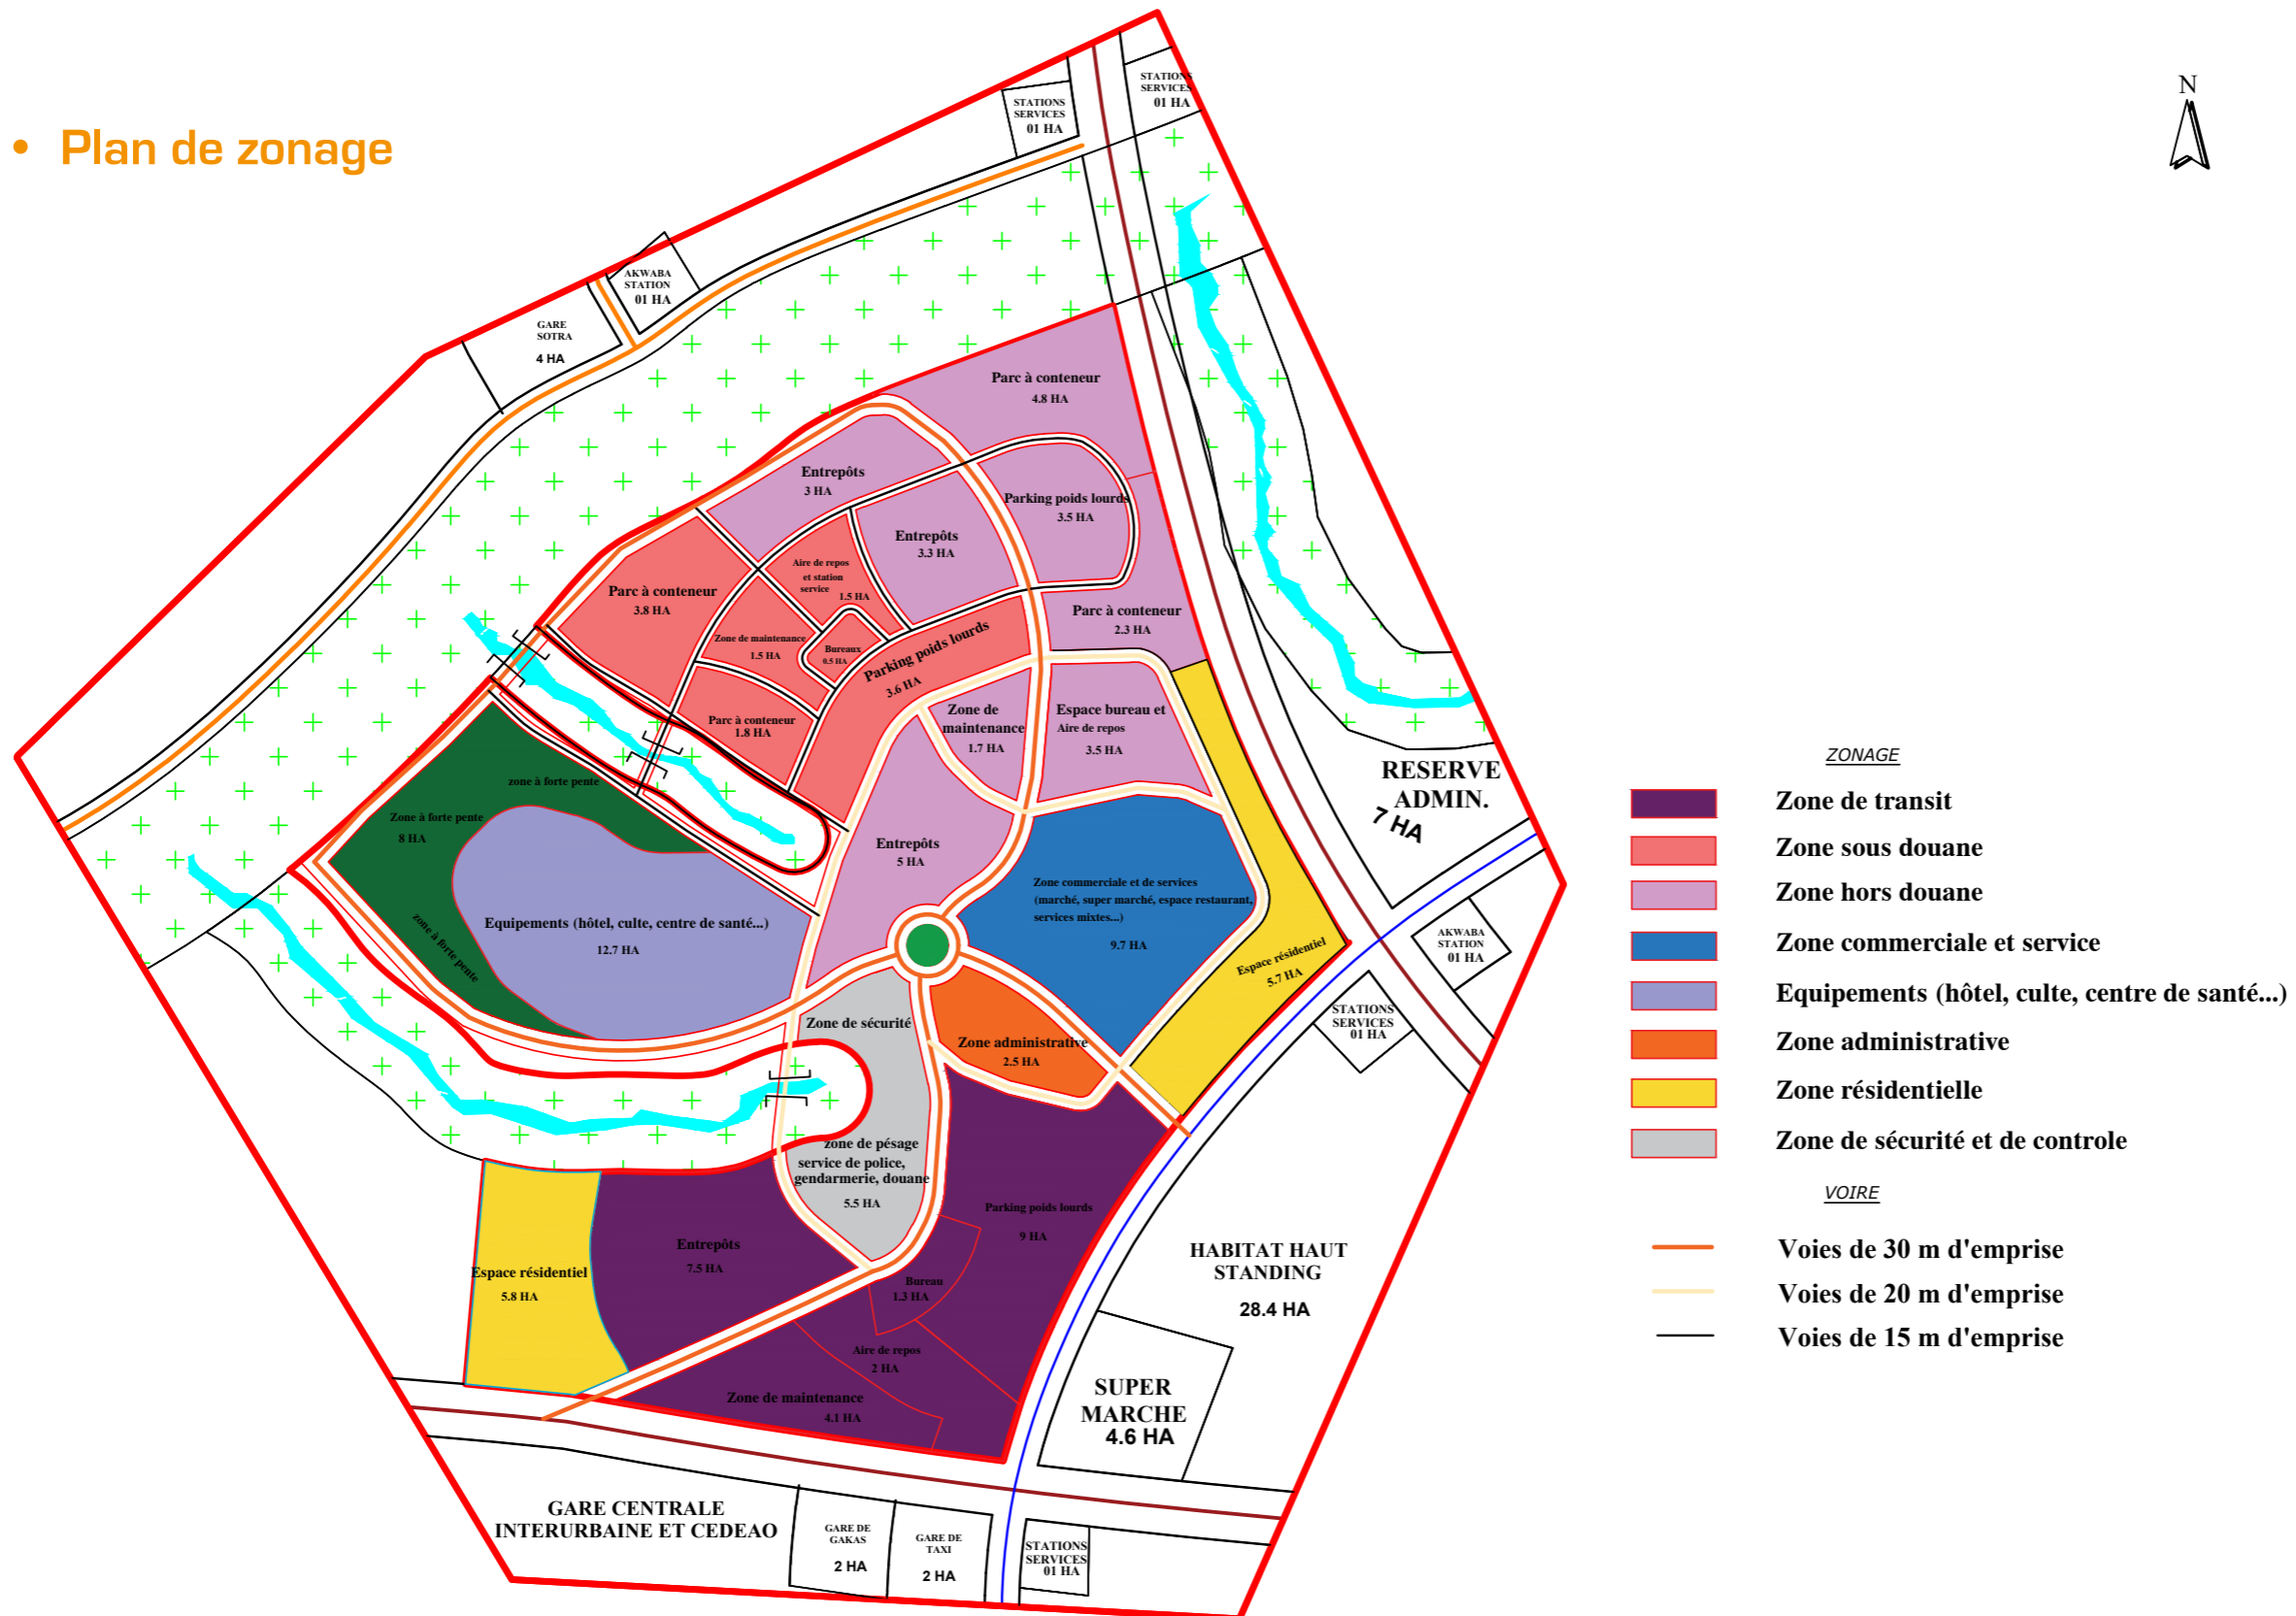 • Plan de zonage
N
STATIONS
SERVICES
01 HA
STATIONS
SERVICES
01 HA
AKWABA
STATION
01 HA
GARE
SOTRA
4 HA
Parc à conteneur
4.8 HA
Entrepôts
3 HA
Parking poids lourds
3.5 HA
Entrepôts
3.3 HA
Aire de repos
et station
service
1.5 HA
Parc à conteneur
3.8 HA
Parc à conteneur
2.3 HA
Zone de maintenance
1.5 HA
Bureaux
0.5 HA
Parking poids lourds
3.6 HA
Parc à conteneur
1.8 HA
Zone de
maintenance
1.7 HA
Espace bureau et
Aire de repos
3.5 HA
zone à forte pente
Zone à forte pente
8 HA
zone à forte pente
Equipements (hôtel, culte, centre de santé...)
12.7 HA
Entrepôts
5 HA
Zone commerciale et de services
(marché, super marché, espace restaurant,
services mixtes...)
9.7 HA
Espace résidentiel
5.7 HA
RESERVE
ADMIN.
7 HA
AKWABA
STATION
01 HA
STATIONS
SERVICES
01 HA
Zone de sécurité
Zone administrative
2.5 HA
zone de pésage
service de police,
gendarmerie, douane
5.5 HA
Parking poids lourds
9 HA
Entrepôts
7.5 HA
Espace résidentiel
5.8 HA
Bureau
1.3 HA
Aire de repos
2 HA
Zone de maintenance
4.1 HA
HABITAT HAUT
STANDING
28.4 HA
SUPER
MARCHE
4.6 HA
GARE CENTRALE
INTERURBAINE ET CEDEAO
GARE DE
GAKAS
2 HA
GARE DE
TAXI
2 HA
STATIONS
SERVICES
01 HA
ZONAGE
Zone de transit
Zone sous douane
Zone hors douane
Zone commerciale et service
Equipements (hôtel, culte, centre de santé...)
Zone administrative
Zone résidentielle
Zone de sécurité et de controle
VOIRE
Voies de 30 m d'emprise
Voies de 20 m d'emprise
Voies de 15 m d'emprise